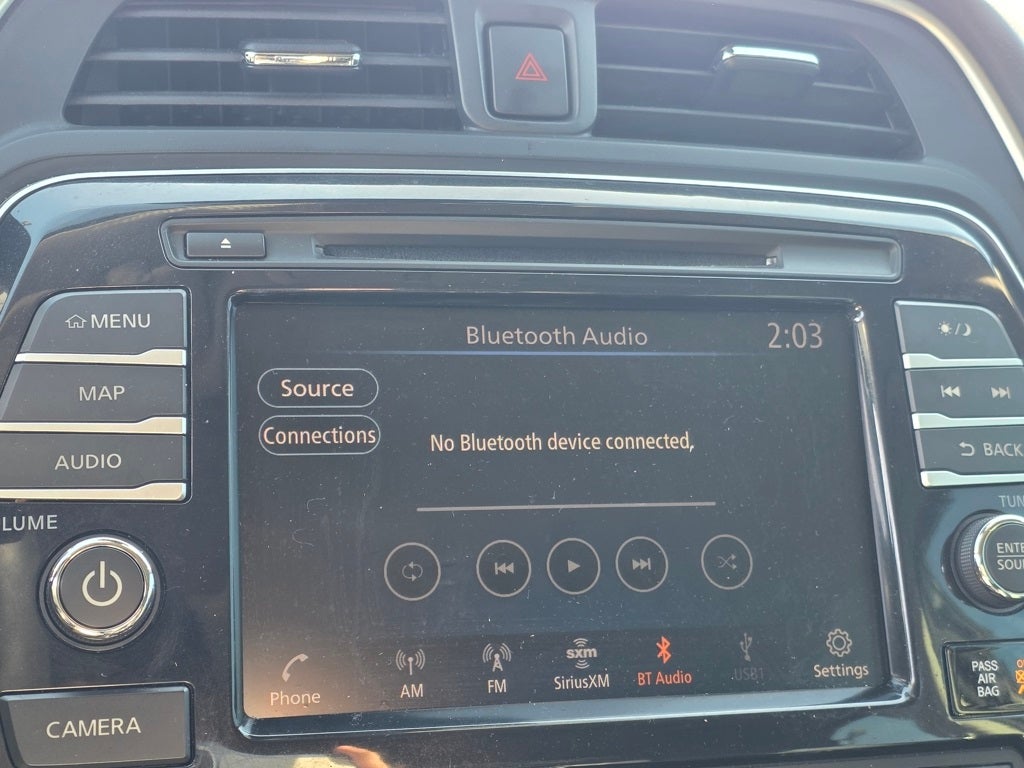 MENU
MAP
AUDIO
LUME
CAMERA
Bluetooth Audio
2:03
Source
Connections
No Bluetooth device connected,
Phone
AM
FM
sxm
SiriusXM
BT Audio
USB1
Settings
BACK
TUN
ENTE
SOU
PASS
AIR
BAG